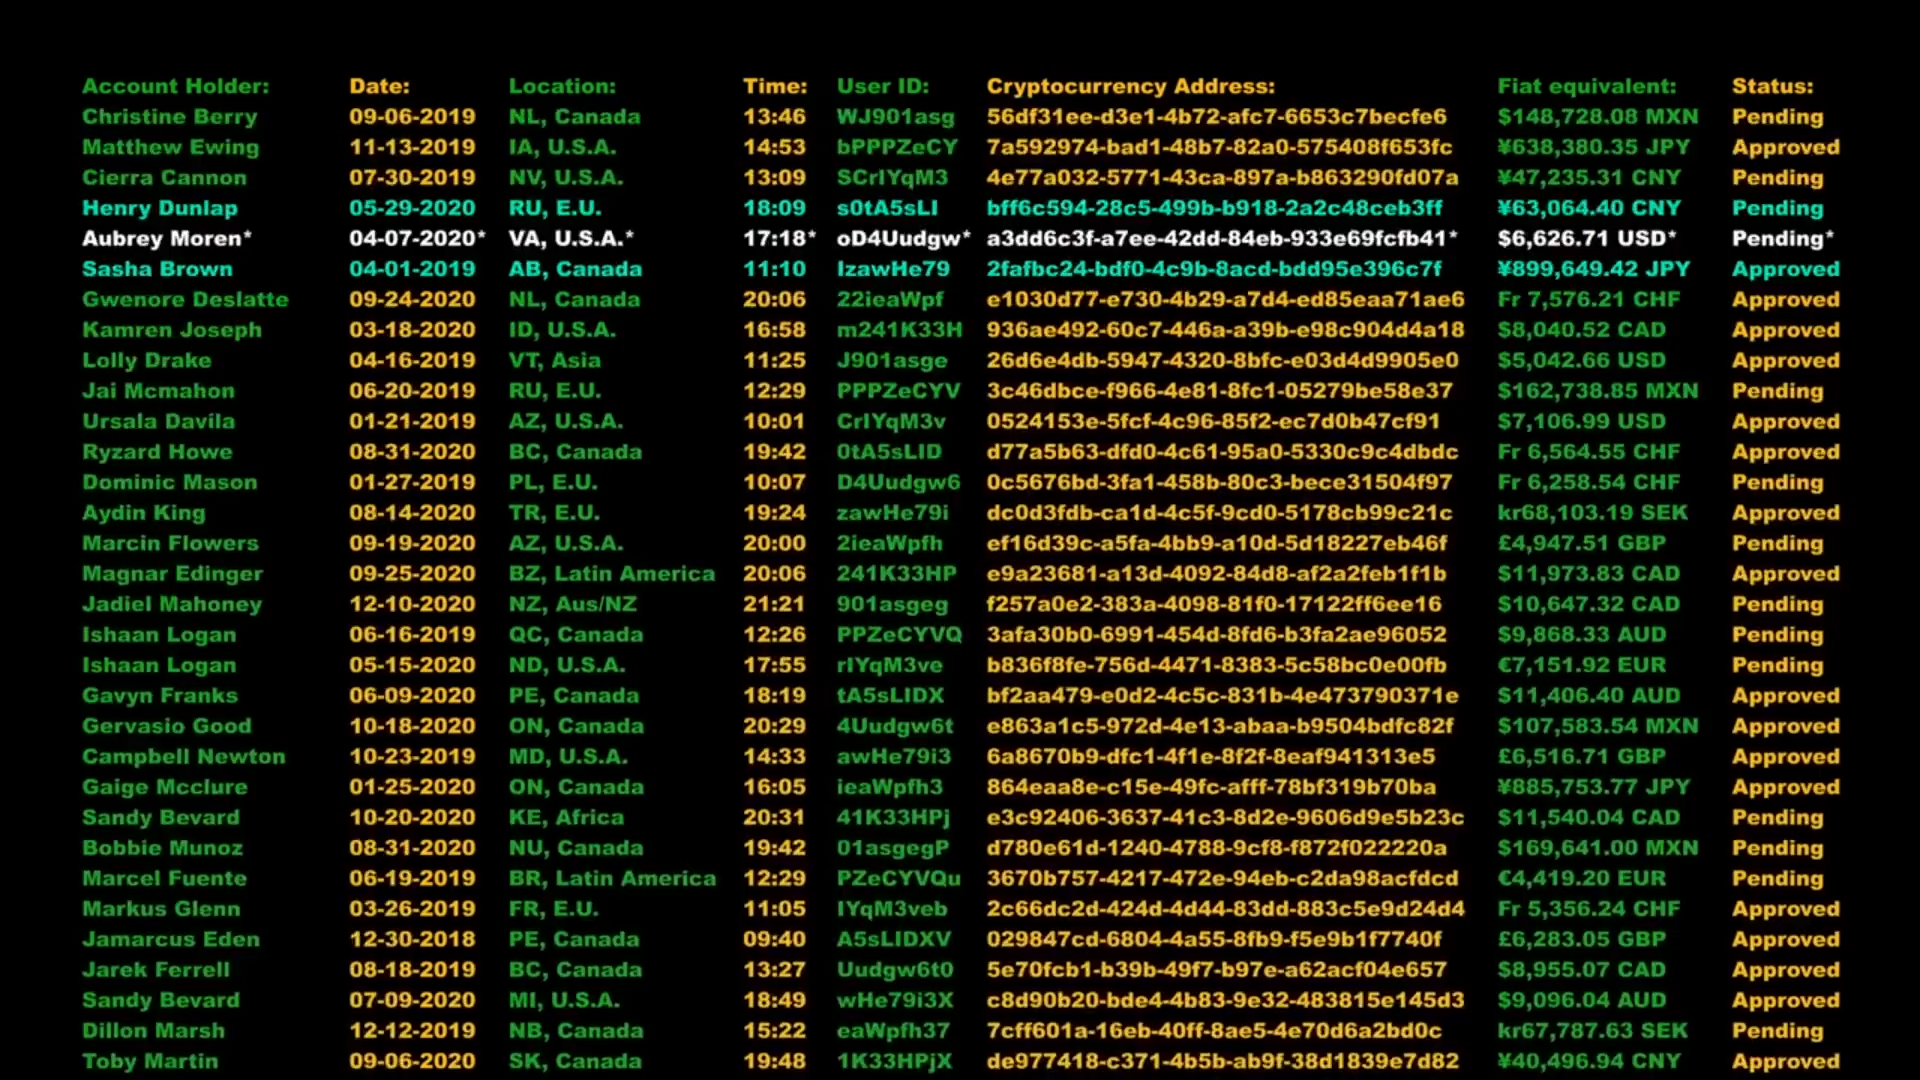 Account Holder: Date: Location: Time: User ID: Cryptocurrency Address: Fiat equivalent: Status:
Christine Berry 09-06-2019 NL, Canada 13:46 WJ901asg 56df31ee-d3e1-4b72-afc7-6653c7becfe6 $148,728.08 MXN Pending
Matthew Ewing 11-13-2019 IA, U.S.A. 14:53 bPPPZeCY 7a592974-bad1-48b7-82a0-575408f653fc ¥638,380.35 JPY Approved
Cierra Cannon 07-30-2019 NV, U.S.A. 13:09 SCrIYqM3 4e77a032-5771-43ca-897a-b863290fd07a ¥47,235.31 CNY Pending
Henry Dunlap 05-29-2020 RU, E.U. 18:09 s0tA5sLI bff6c594-28c5-499b-b918-2a2c48ceb3ff ¥63,064.40 CNY Pending
Aubrey Moren* 04-07-2020* VA, U.S.A.* 17:18* oD4Uudgw* a3dd6c3f-a7ee-42dd-84eb-933e69fcfb41* $6,626.71 USD* Pending*
Sasha Brown 04-01-2019 AB, Canada 11:10 IzawHe79 2fafbc24-bdf0-4c9b-8acd-bdd95e396c7f ¥899,649.42 JPY Approved
Gwenore Deslatte 09-24-2020 NL, Canada 20:06 22ieaWpf e1030d77-e730-4b29-a7d4-ed85eaa71ae6 Fr 7,576.21 CHF Approved
Kamren Joseph 03-18-2020 ID, U.S.A. 16:58 m241K33H 936ae492-60c7-446a-a39b-e98c904d4a18 $8,040.52 CAD Approved
Lolly Drake 04-16-2019 VT, Asia 11:25 J901asge 26d6e4db-5947-4320-8bfc-e03d4d9905e0 $5,042.66 USD Approved
Jai Mcmahon 06-20-2019 RU, E.U. 12:29 PPPZeCYV 3c46dbce-f966-4e81-8fc1-05279be58e37 $162,738.85 MXN Pending
Ursala Davila 01-21-2019 AZ, U.S.A. 10:01 CrIYqM3v 0524153e-5fcf-4c96-85f2-ec7d0b47cf91 $7,106.99 USD Approved
Ryzard Howe 08-31-2020 BC, Canada 19:42 0tA5sLID d77a5b63-dfd0-4c61-95a0-5330c9c4dbdc Fr 6,564.55 CHF Approved
Dominic Mason 01-27-2019 PL, E.U. 10:07 D4Uudgw6 0c5676bd-3fa1-458b-80c3-bece31504f97 Fr 6,258.54 CHF Pending
Aydin King 08-14-2020 TR, E.U. 19:24 zawHe79i dc0d3fdb-ca1d-4c5f-9cd0-5178cb99c21c kr68,103.19 SEK Approved
Marcin Flowers 09-19-2020 AZ, U.S.A. 20:00 2ieaWpfh ef16d39c-a5fa-4bb9-a10d-5d18227eb46f £4,947.51 GBP Pending
Magnar Edinger 09-25-2020 BZ, Latin America 20:06 241K33HP e9a23681-a13d-4092-84d8-af2a2feb1f1b $11,973.83 CAD Approved
Jadiel Mahoney 12-10-2020 NZ, Aus/NZ 21:21 901asgeg f257a0e2-383a-4098-81f0-17122ff6ee16 $10,647.32 CAD Pending
Ishaan Logan 06-16-2019 QC, Canada 12:26 PPZeCYVQ 3afa30b0-6991-454d-8fd6-b3fa2ae96052 $9,868.33 AUD Pending
Ishaan Logan 05-15-2020 ND, U.S.A. 17:55 rIYqM3ve b836f8fe-756d-4471-8383-5c58bc0e00fb €7,151.92 EUR Pending
Gavyn Franks 06-09-2020 PE, Canada 18:19 tA5sLIDX bf2aa479-e0d2-4c5c-831b-4e473790371e $11,406.40 AUD Approved
Gervasio Good 10-18-2020 ON, Canada 20:29 4Uudgw6t e863a1c5-972d-4e13-abaa-b9504bdfc82f $107,583.54 MXN Approved
Campbell Newton 10-23-2019 MD, U.S.A. 14:33 awHe79i3 6a8670b9-dfc1-4f1e-8f2f-8eaf941313e5 £6,516.71 GBP Approved
Gaige Mcclure 01-25-2020 ON, Canada 16:05 ieaWpfh3 864eaa8e-c15e-49fc-afff-78bf319b70ba ¥885,753.77 JPY Approved
Sandy Bevard 10-20-2020 KE, Africa 20:31 41K33HPj e3c92406-3637-41c3-8d2e-9606d9e5b23c $11,540.04 CAD Pending
Bobbie Munoz 08-31-2020 NU, Canada 19:42 01asgegP d780e61d-1240-4788-9cf8-f872f022220a $169,641.00 MXN Pending
Marcel Fuente 06-19-2019 BR, Latin America 12:29 PZeCYVQu 3670b757-4217-472e-94eb-c2da98acfdcd €4,419.20 EUR Pending
Markus Glenn 03-26-2019 FR, E.U. 11:05 IYqM3veb 2c66dc2d-424d-4d44-83dd-883c5e9d24d4 Fr 5,356.24 CHF Approved
Jamarcus Eden 12-30-2018 PE, Canada 09:40 A5sLIDXV 029847cd-6804-4a55-8fb9-f5e9b1f7740f £6,283.05 GBP Approved
Jarek Ferrell 08-18-2019 BC, Canada 13:27 Uudgw6t0 5e70fcb1-b39b-49f7-b97e-a62acf04e657 $8,955.07 CAD Approved
Sandy Bevard 07-09-2020 MI, U.S.A. 18:49 wHe79i3X c8d90b20-bde4-4b83-9e32-483815e145d3 $9,096.04 AUD Approved
Dillon Marsh 12-12-2019 NB, Canada 15:22 eaWpfh37 7cff601a-16eb-40ff-8ae5-4e70d6a2bd0c kr67,787.63 SEK Pending
Toby Martin 09-06-2020 SK, Canada 19:48 1K33HPjX de977418-c371-4b5b-ab9f-38d1839e7d82 ¥40,496.94 CNY Approved